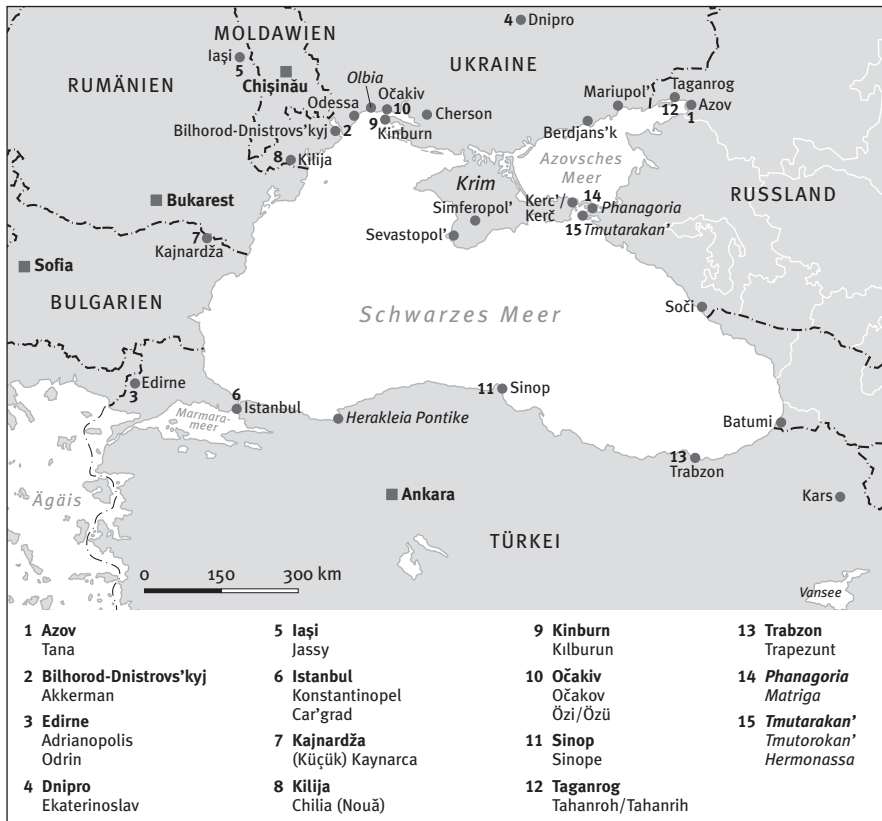 4 Dnipro
MOLDAWIEN
Iaşi
5
UKRAINE
RUMÄNIEN
Chişinău
Olbia
Očakiv
10
Mariupol'
Taganrog
12
Azov
1
Odessa
Cherson
Bilhorod-Dnistrovs'kyj 2
9
Kinburn
Berdjans'k
8 Kilija
Azovsches
Meer
Krim
RUSSLAND
Bukarest
Simferopol'
Kerc'/
Kerč
14
Phanagoria
15 Tmutarakan'
7
Kajnardža
Sevastopol'
Sofia
BULGARIEN
Schwarzes Meer
Soči
Edirne
3
6
Istanbul
11 Sinop
Marmara-
meer
Herakleia Pontike
Batumi
13
Trabzon
Ägäis
Ankara
Kars
TÜRKEI
0 150 300 km
Vansee
1 Azov
Tana
2 Bilhorod-Dnistrovs'kyj
Akkerman
3 Edirne
Adrianopolis
Odrin
4 Dnipro
Ekaterinoslav
5 Iaşi
Jassy
6 Istanbul
Konstantinopel
Car'grad
7 Kajnardža
(Küçük) Kaynarca
8 Kilija
Chilia (Nouă)
9 Kinburn
Kılburun
10 Očakiv
Očakov
Özi/Özü
11 Sinop
Sinope
12 Taganrog
Tahanroh/Tahanrih
13 Trabzon
Trapezunt
14 Phanagoria
Matriga
15 Tmutarakan'
Tmutorokan'
Hermonassa